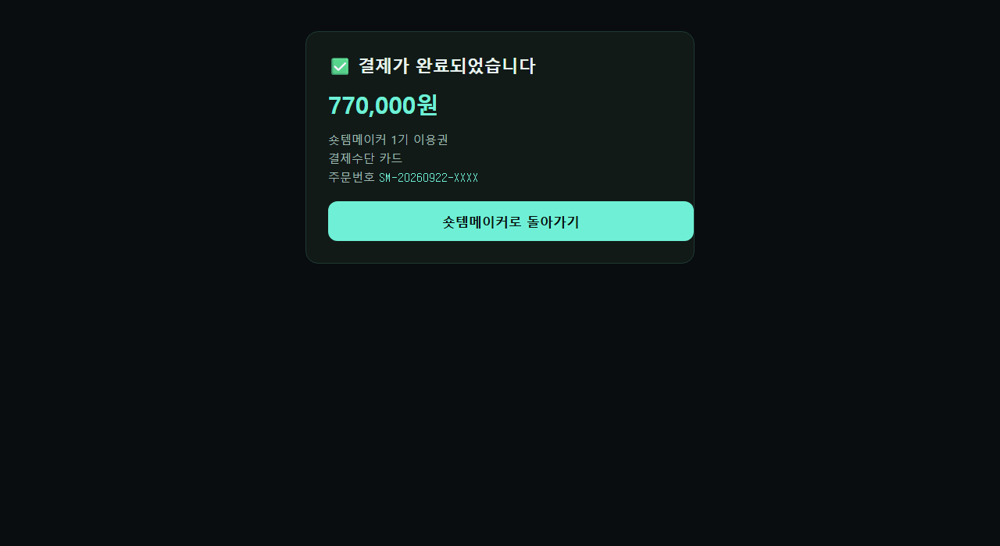 ✅ 결제가 완료되었습니다
770,000원
숏템메이커 1기 이용권
결제수단 카드
주문번호 SM-20260922-XXXX
숏템메이커로 돌아가기